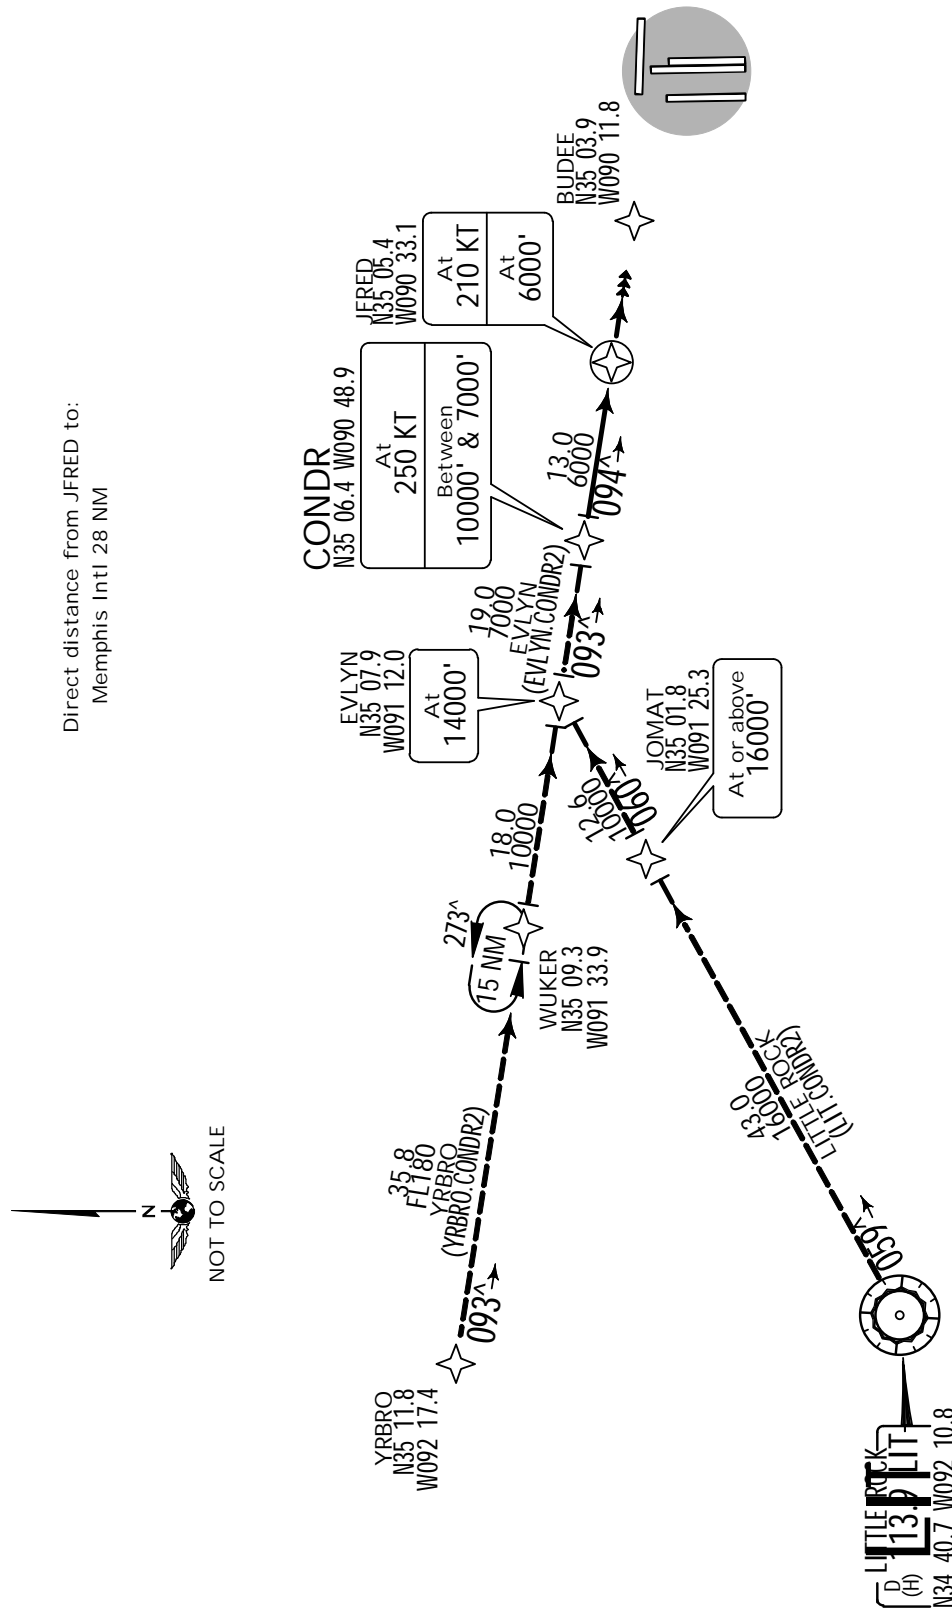 Direct distance from JFRED to:
Memphis Intl 28 NM
NOT TO SCALE
N
BUDEE
N35 03.9
W090 11.8
JFRED
N35 05.4
W090 33.1
At
210 KT
At
6000'
CONDR
N35 06.4 W090 48.9
At
250 KT
Between
10000' & 7000'
13.0
6000
094^
EVLYN
N35 07.9
W091 12.0
At
14000'
19.0
7000
EVLYN
(EVLYN.CONDR2)
093^
JOMAT
N35 01.8
W091 25.3
At or above
16000'
12.6
10000
060^
18.0
10000
273^
15 NM
WUKER
N35 09.3
W091 33.9
35.8
FL180
YRBRO
(YRBRO.CONDR2)
093^
YRBRO
N35 11.8
W092 17.4
43.0
16000
LITTLE ROCK
(LIT.CONDR2)
059^
LITTLE ROCK
D
(H)
113.9 LIT
N34 40.7 W092 10.8